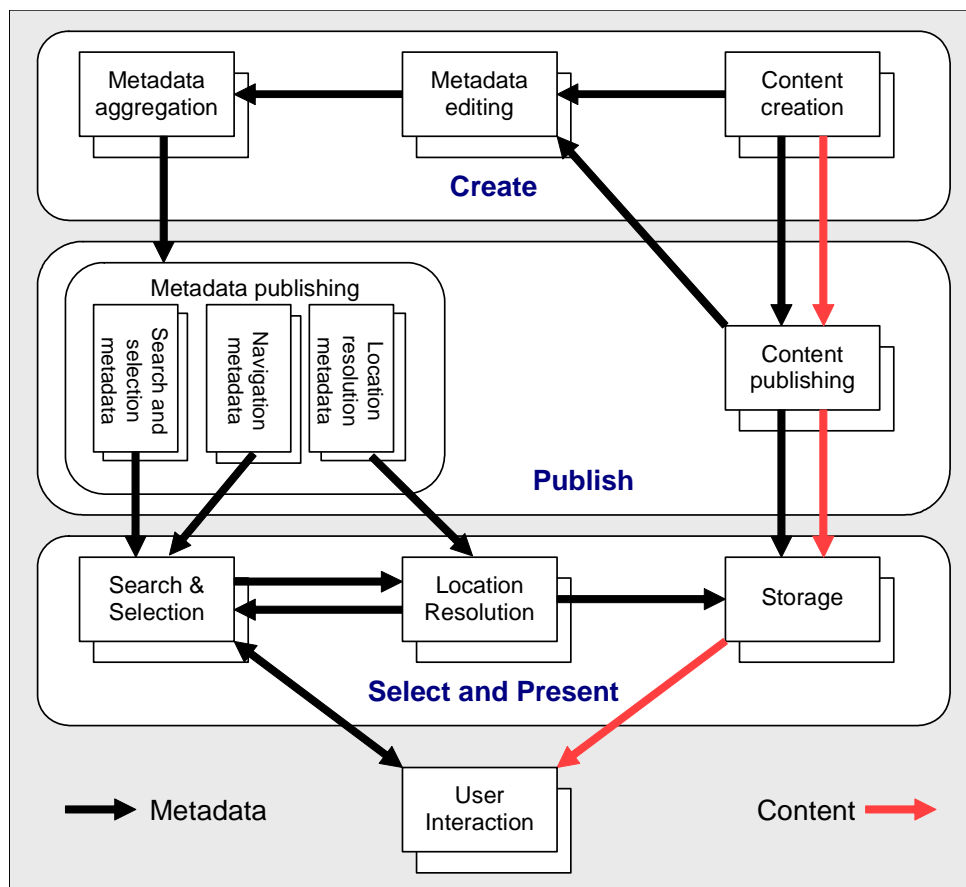 Metadata
aggregation
Metadata
editing
Content
creation
Create
Metadata publishing
Search and
selection
metadata
Navigation
metadata
Location
resolution
metadata
Content
publishing
Publish
Search &
Selection
Location
Resolution
Storage
Select and Present
User
Interaction
Metadata
Content